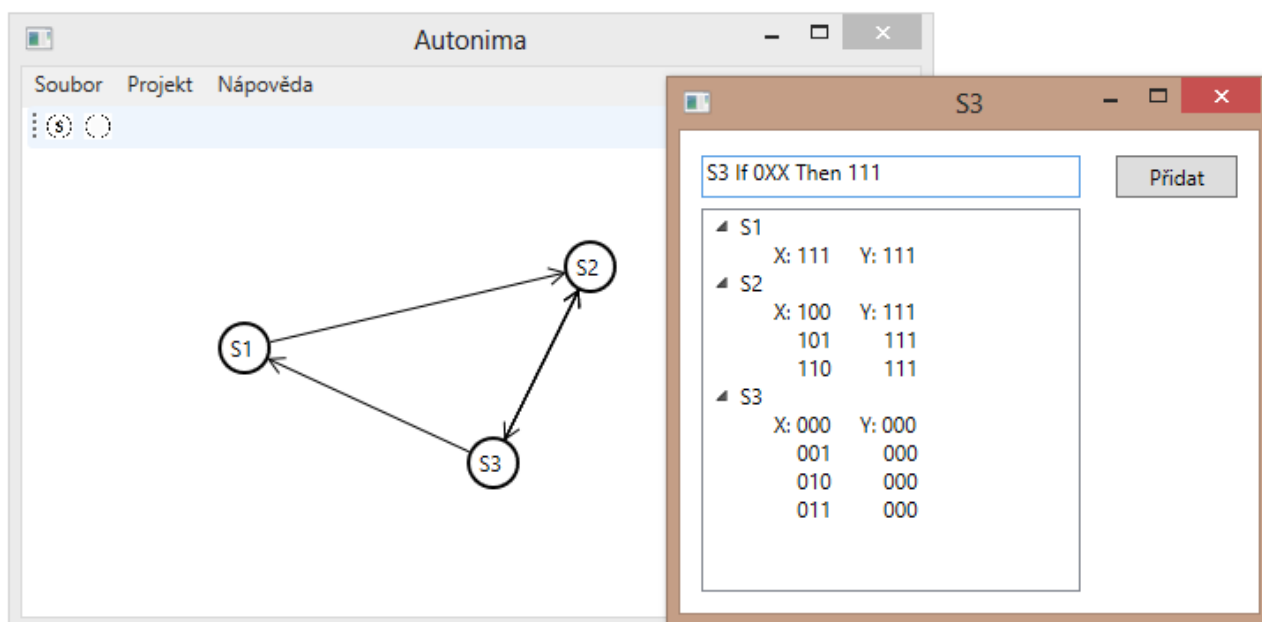 Autonima
Soubor Projekt Nápověda
S
S2
S1
S3
S3
S3 If 0XX Then 111
Přidat
S1
X: 111 Y: 111
S2
X: 100 Y: 111
101 111
110 111
S3
X: 000 Y: 000
001 000
010 000
011 000